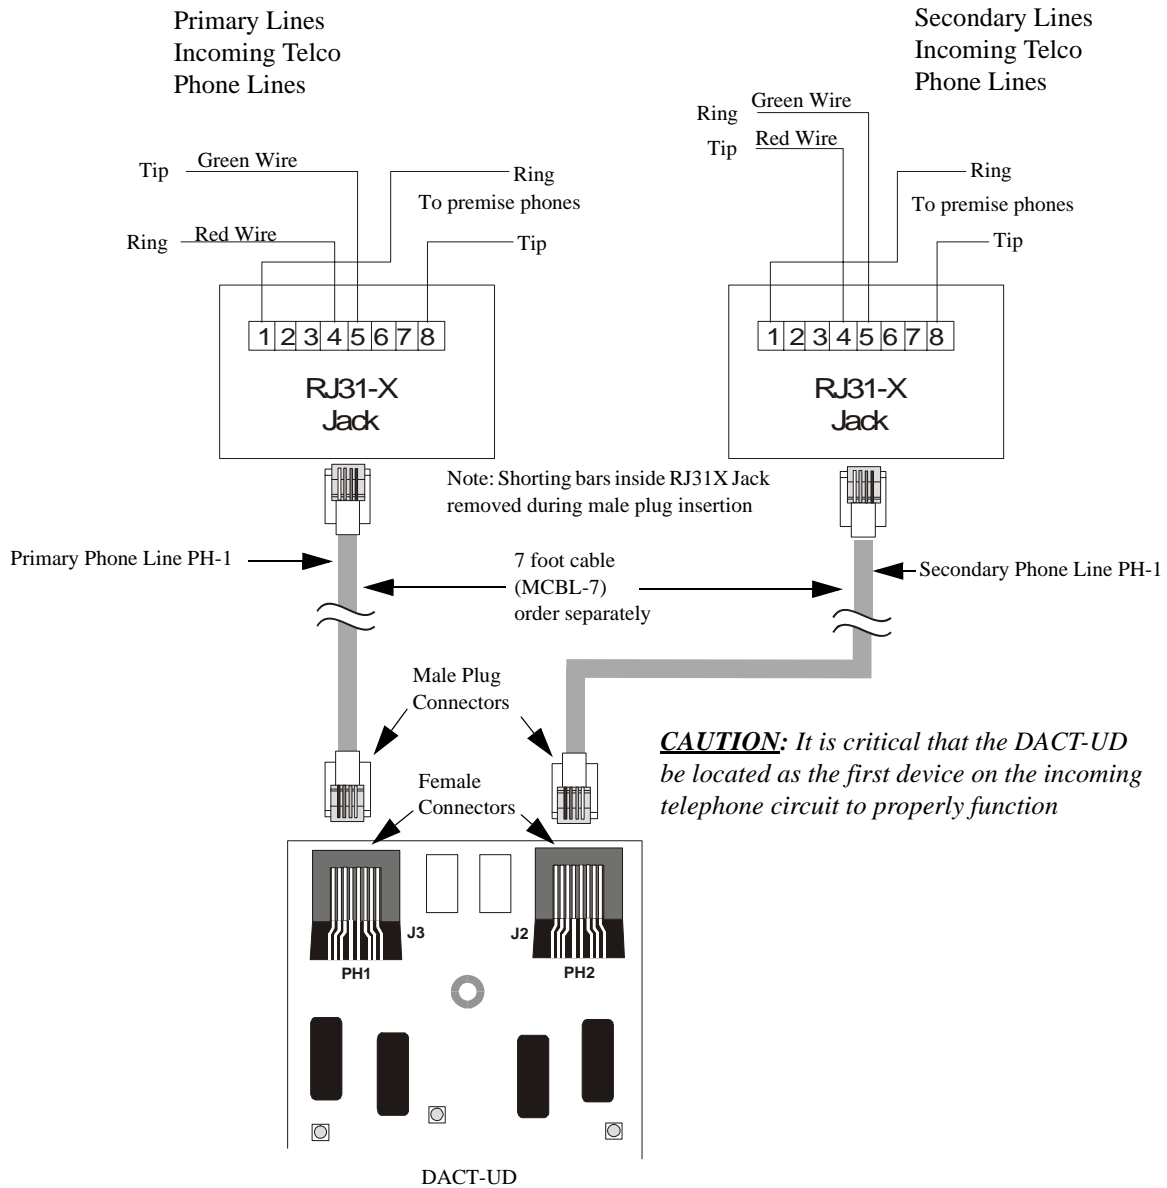 Primary Lines
Incoming Telco
Phone Lines
Secondary Lines
Incoming Telco
Phone Lines
Ring
Green Wire
Tip
Red Wire
Tip
Green Wire
Ring
To premise phones
Ring
Red Wire
Tip
Ring
To premise phones
Tip
1 2 3 4 5 6 7 8
RJ31-X
Jack
1 2 3 4 5 6 7 8
RJ31-X
Jack
Note: Shorting bars inside RJ31X Jack
removed during male plug insertion
Primary Phone Line PH-1
7 foot cable
(MCBL-7)
order separately
Secondary Phone Line PH-1
Male Plug
Connectors
CAUTION: It is critical that the DACT-UD
be located as the first device on the incoming
telephone circuit to properly function
Female
Connectors
J3
J2
PH1
PH2
DACT-UD